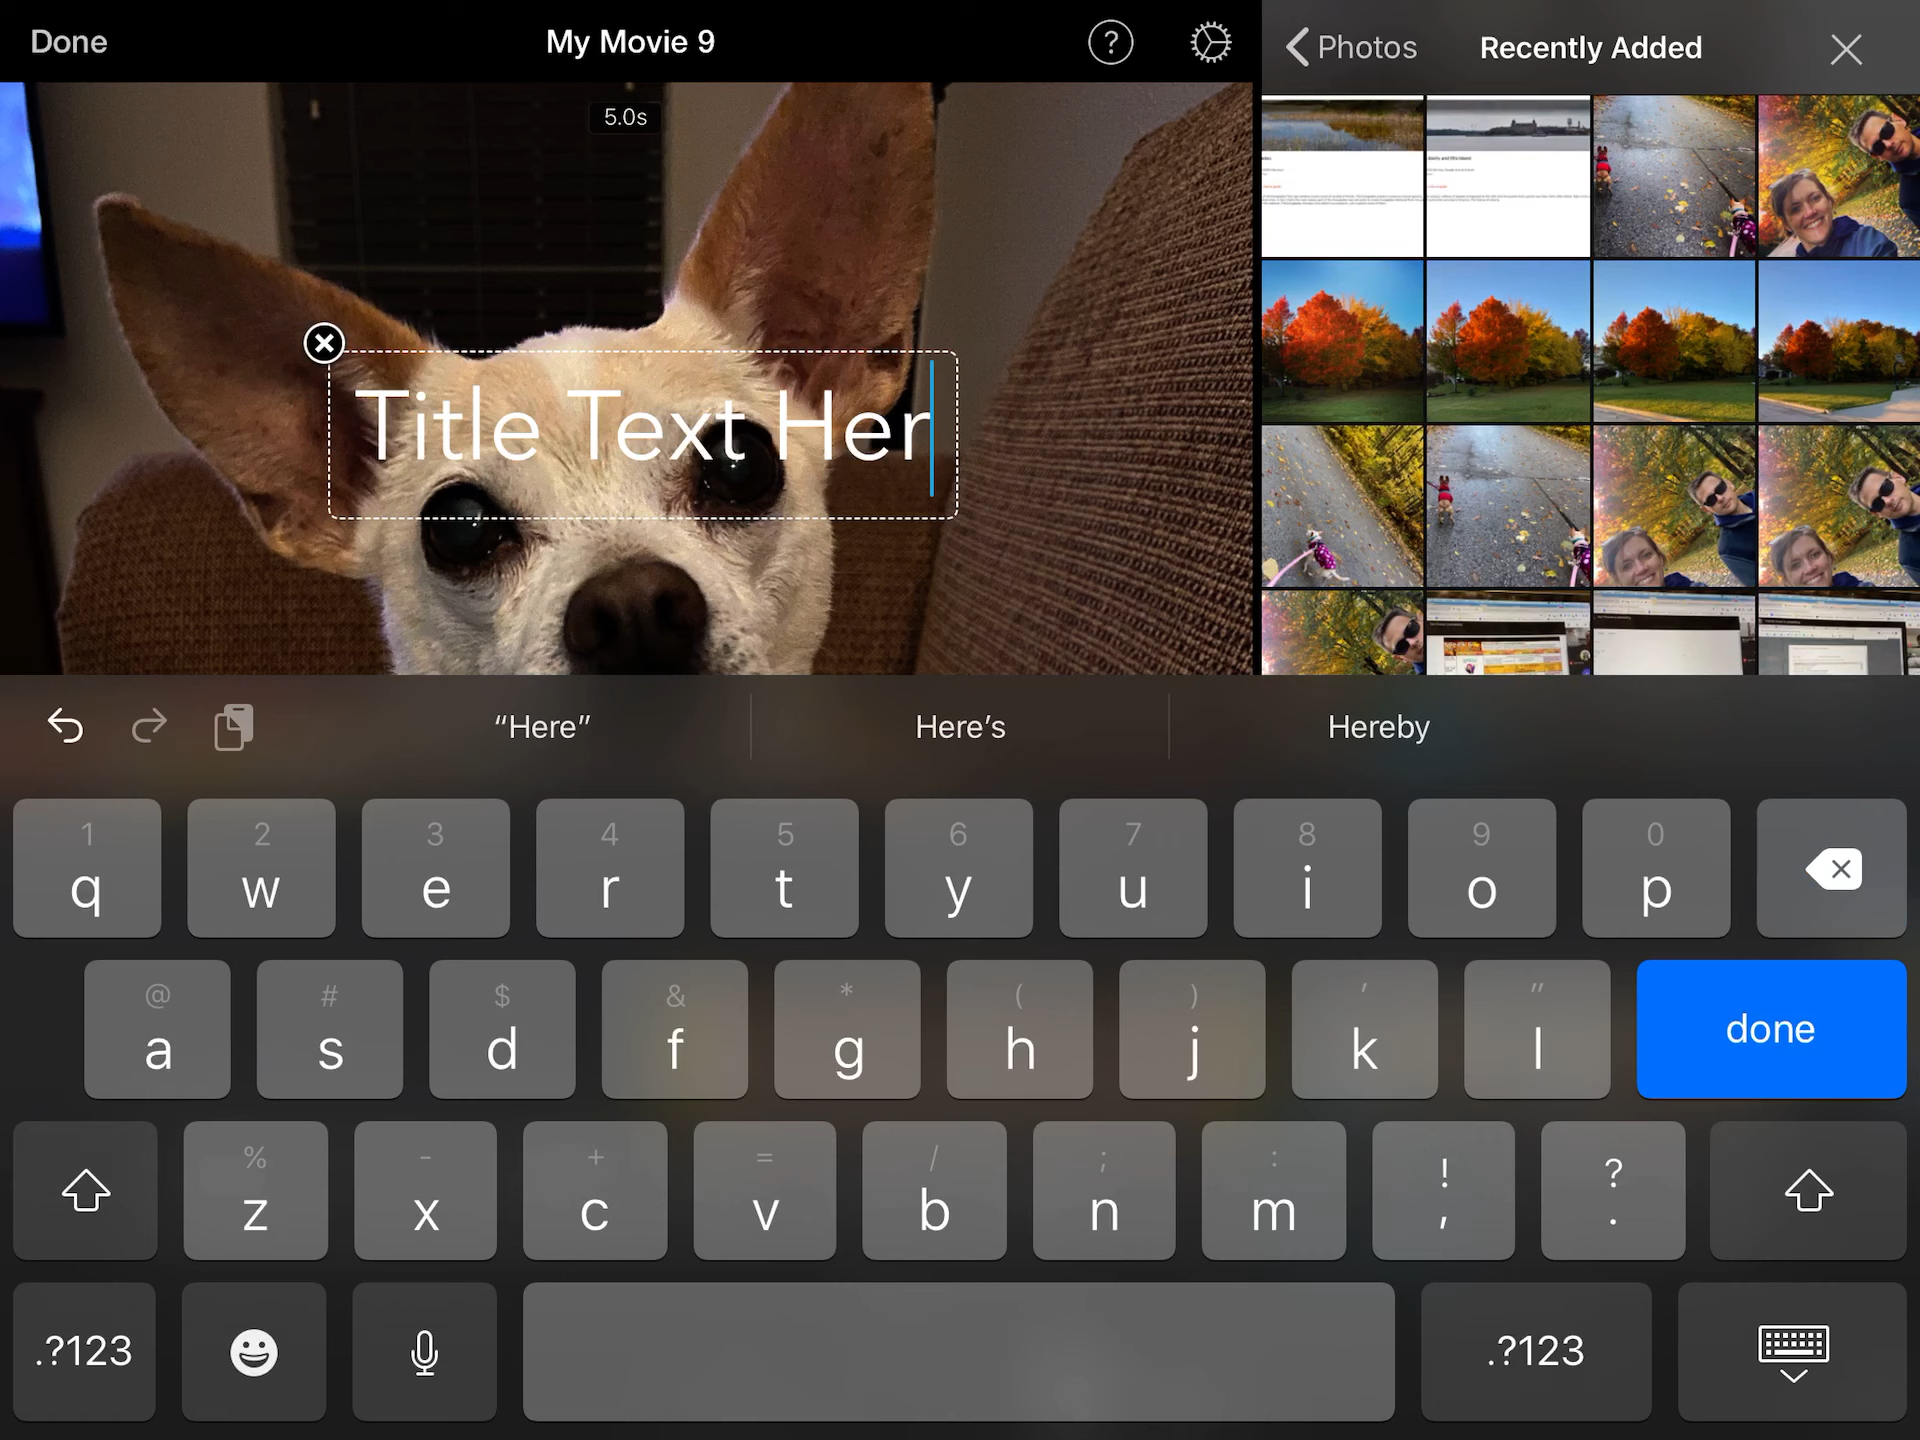 Done
My Movie 9
?
Photos
Recently Added
5.0s
Title Text Her
“Here”
Here’s
Hereby
1 2 3 4 5 6 7 8 9 0
q w e r t y u i o p
@ # $ & * ( ) ' "
a s d f g h j k l
done
% - + = / ; : ! ?
z x c v b n m , .
.?123
.?123